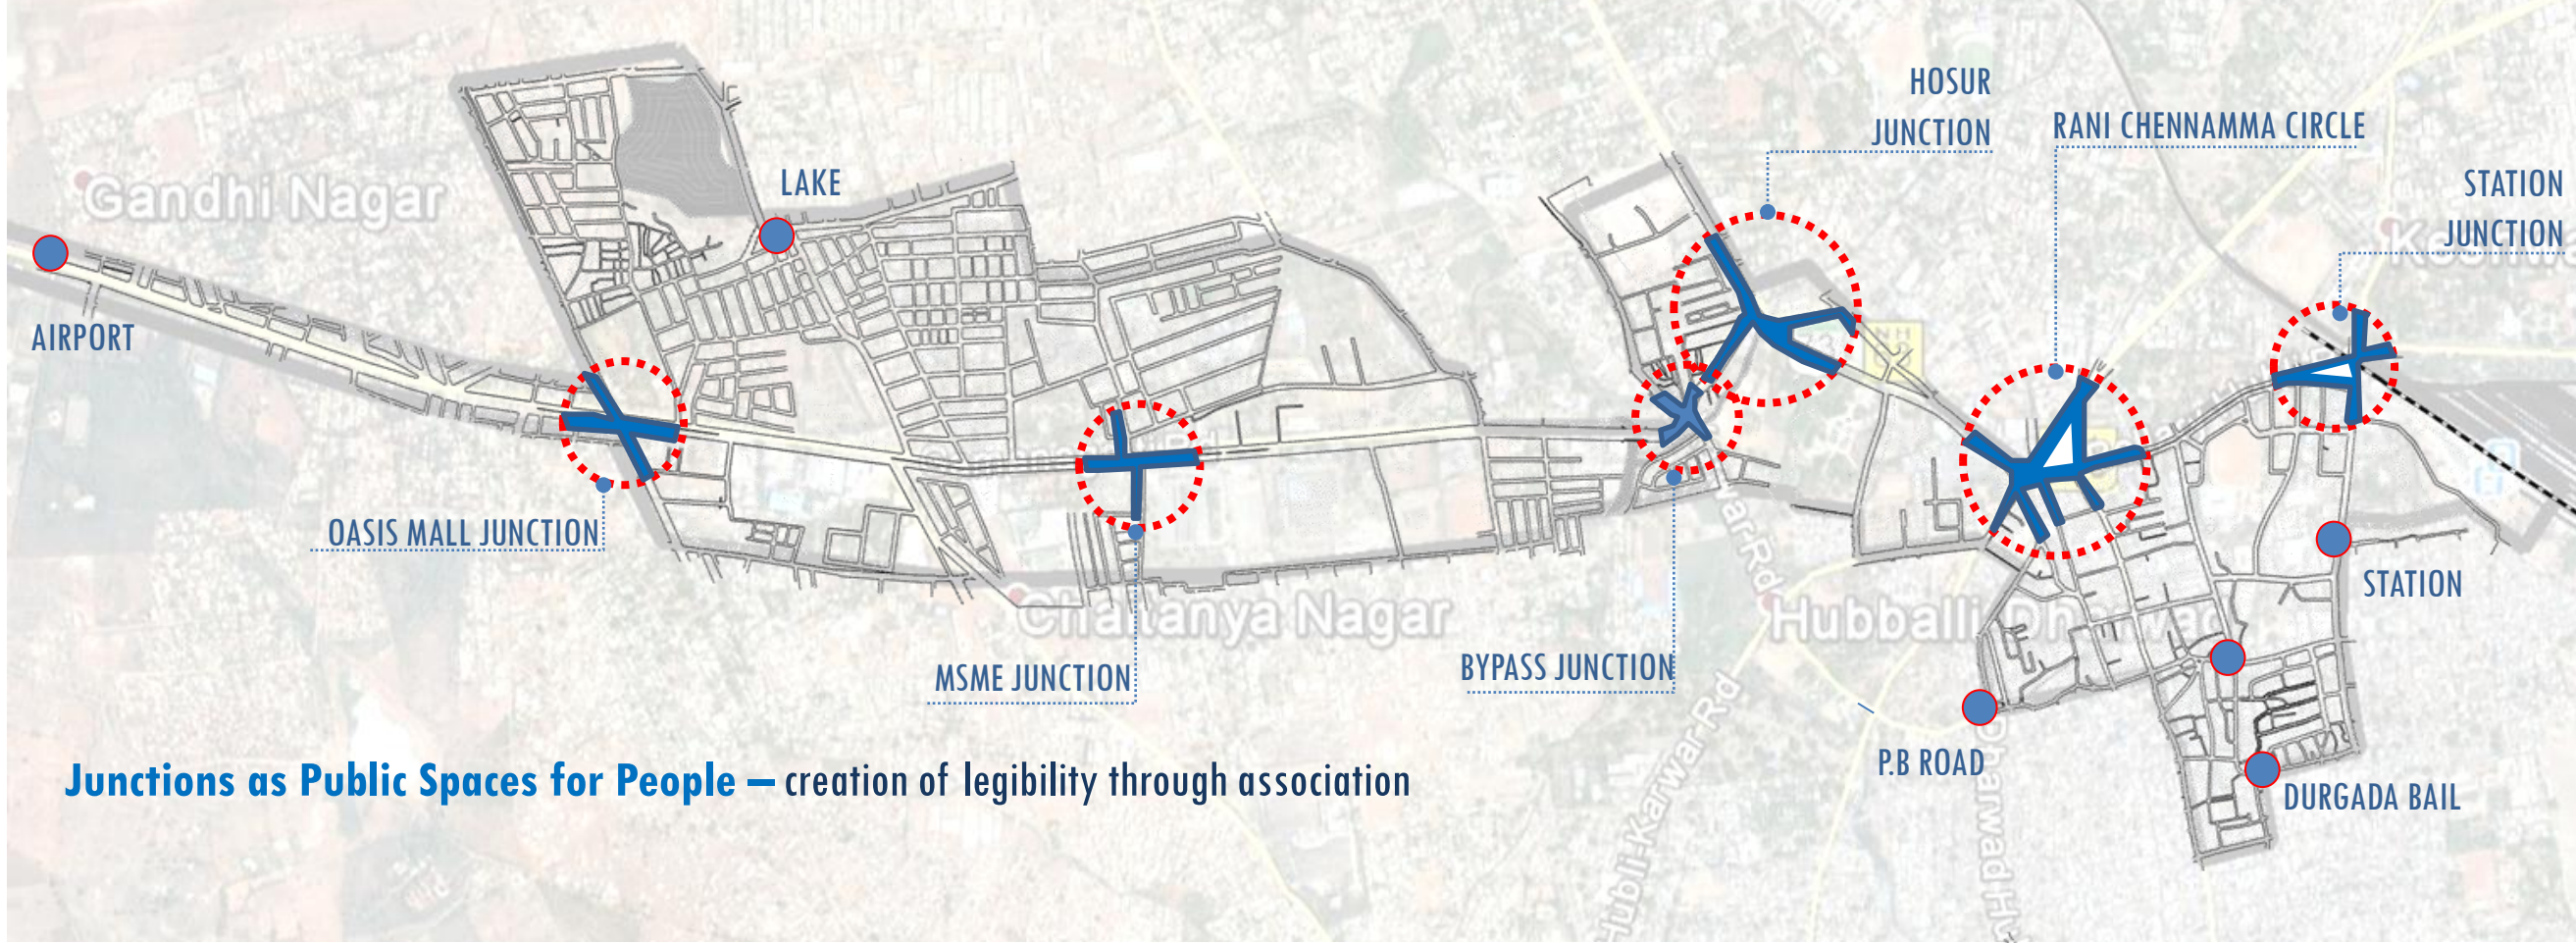 HOSUR
JUNCTION
RANI CHENNAMMA CIRCLE
STATION
JUNCTION
LAKE
Gandhi Nagar
AIRPORT
OASIS MALL JUNCTION
MSME JUNCTION
BYPASS JUNCTION
Chaitanya Nagar
Hubballi-Dharwad
STATION
Hubli-Karwar-Rd
P.B ROAD
DURGADA BAIL
Junctions as Public Spaces for People – creation of legibility through association